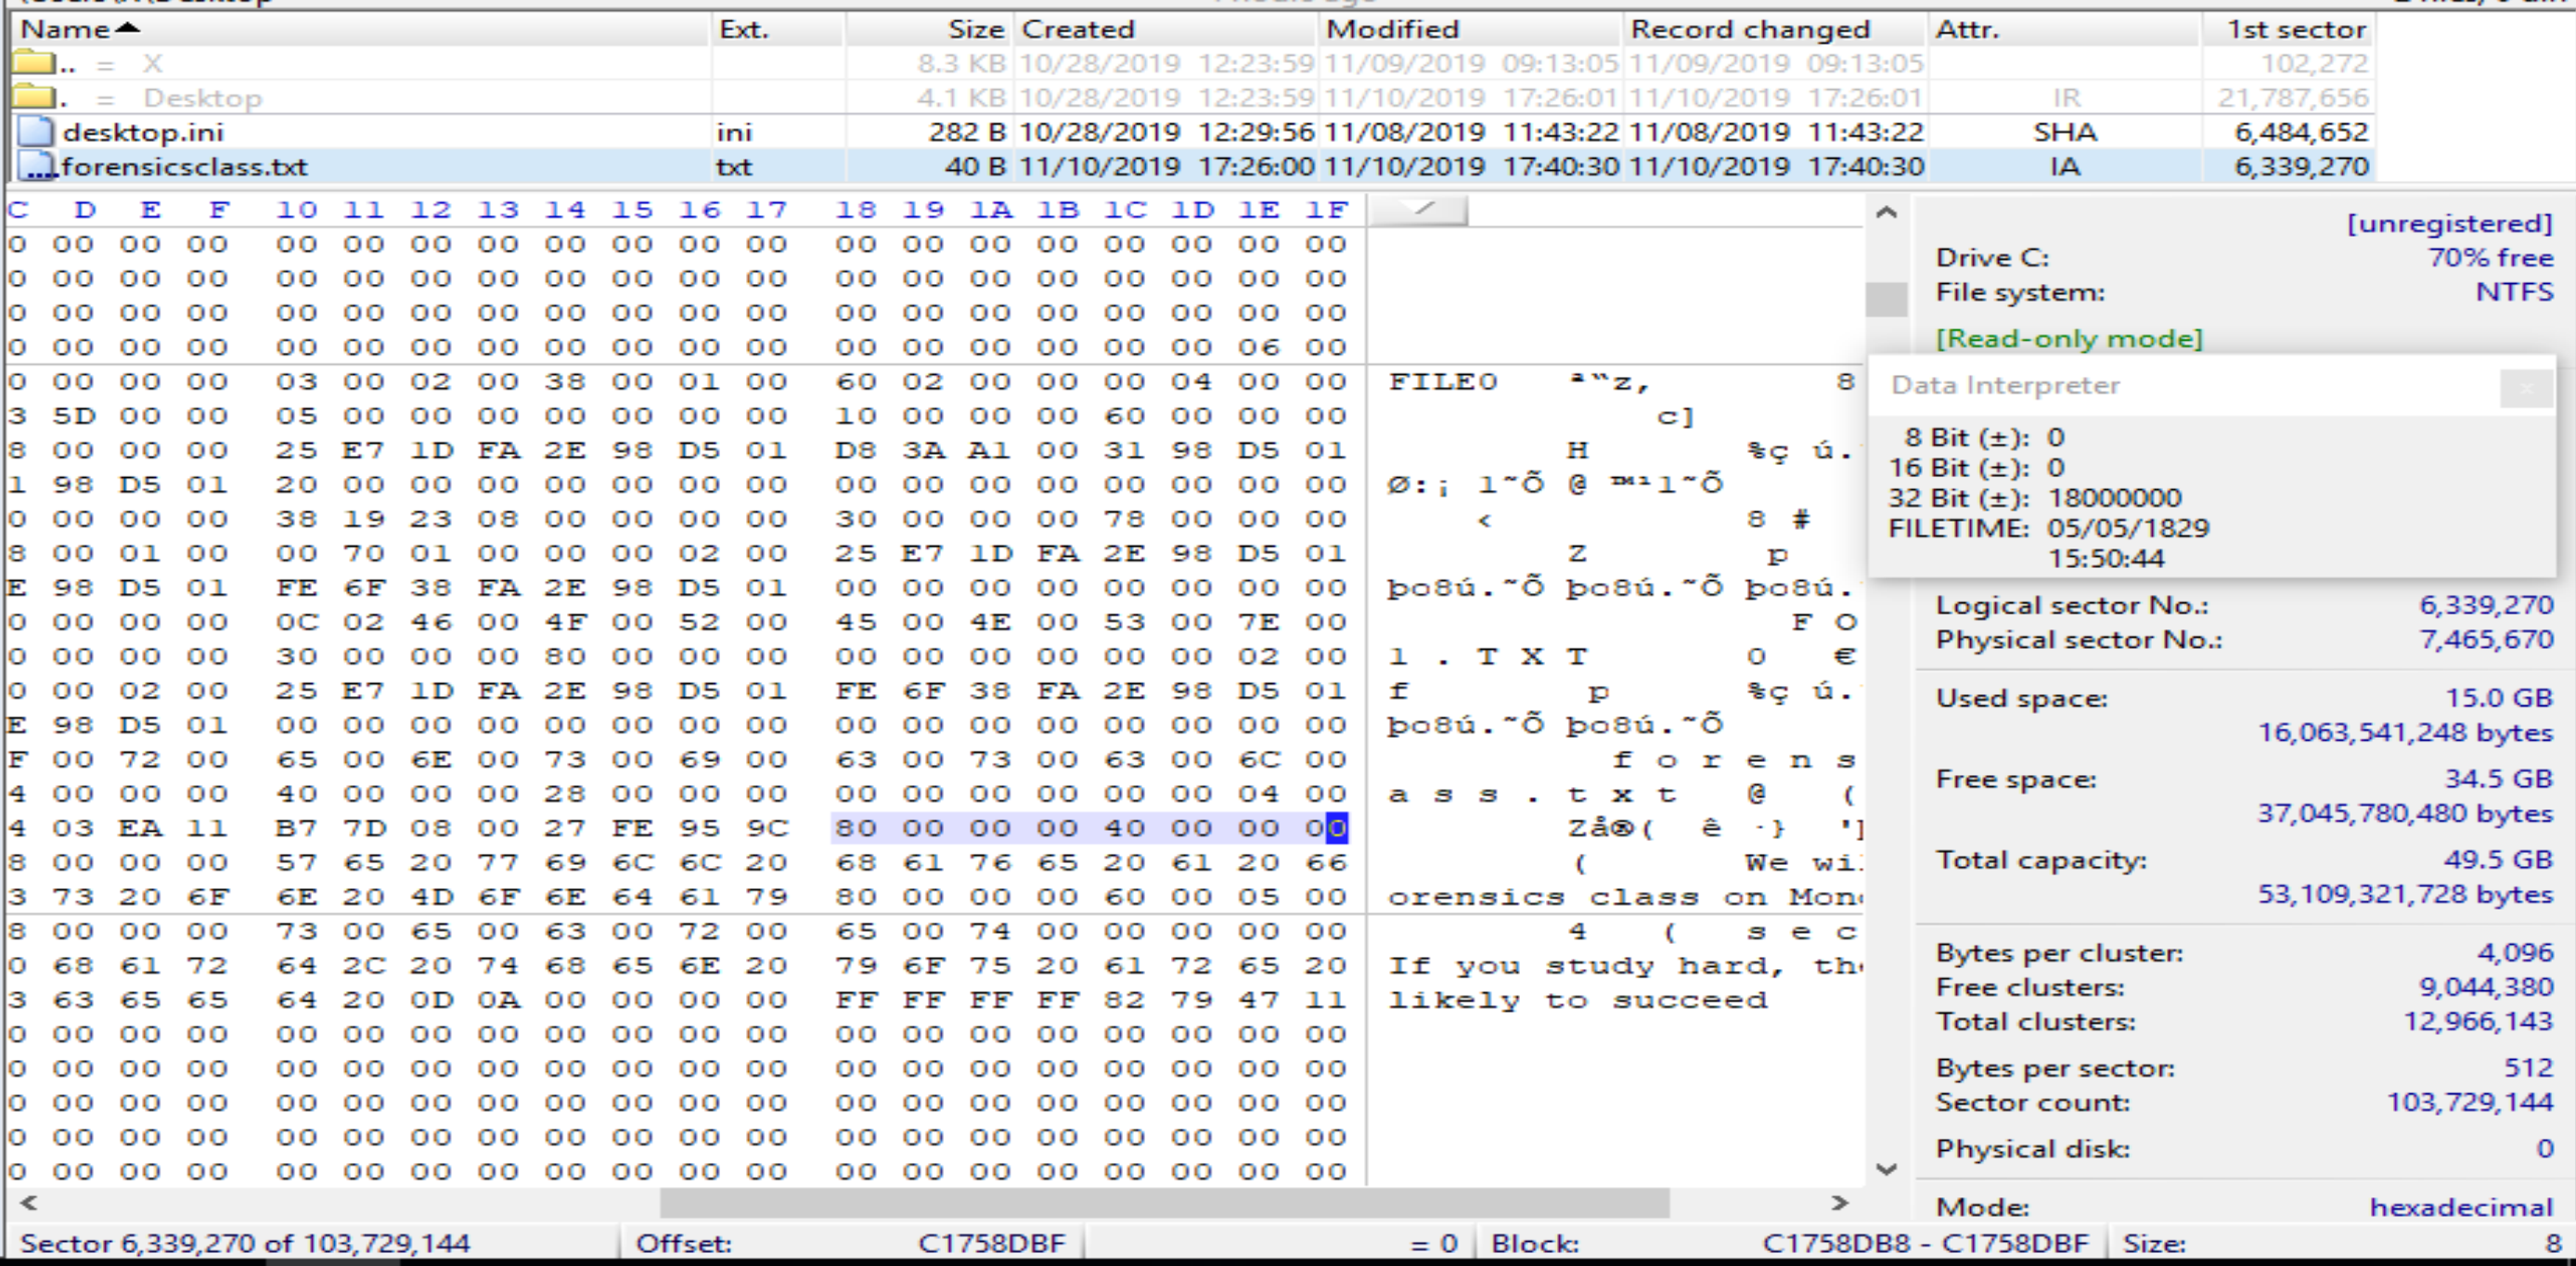 Name Ext. Size Created Modified Record changed Attr. 1st sector
.. = X 8.3 KB 10/28/2019 12:23:59 11/09/2019 09:13:05 11/09/2019 09:13:05 102,272
. = Desktop 4.1 KB 10/28/2019 12:23:59 11/10/2019 17:26:01 11/10/2019 17:26:01 IR 21,787,656
desktop.ini ini 282 B 10/28/2019 12:29:56 11/08/2019 11:43:22 11/08/2019 11:43:22 SHA 6,484,652
forensicsclass.txt txt 40 B 11/10/2019 17:26:00 11/10/2019 17:40:30 11/10/2019 17:40:30 IA 6,339,270
C D E F 10 11 12 13 14 15 16 17 18 19 1A 1B 1C 1D 1E 1F
0 00 00 00 00 00 00 00 00 00 00 00 00 00 00 00 00 00 00 00
0 00 00 00 00 00 00 00 00 00 00 00 00 00 00 00 00 00 00 00
0 00 00 00 00 00 00 00 00 00 00 00 00 00 00 00 00 00 00 00
0 00 00 00 00 00 00 00 00 00 00 00 00 00 00 00 00 00 06 00
0 00 00 00 03 00 02 00 38 00 01 00 60 02 00 00 00 04 00 00 FILE0 ª“z, 8
3 5D 00 00 05 00 00 00 00 00 00 00 10 00 00 00 60 00 00 00 c]
8 00 00 00 25 E7 1D FA 2E 98 D5 01 D8 3A A1 00 31 98 D5 01 H %ç ú.
1 98 D5 01 20 00 00 00 00 00 00 00 00 00 00 00 00 00 00 00 Ø:¡ 1˜Õ @ ™¹1˜Õ
0 00 00 00 38 19 23 08 00 00 00 00 30 00 00 00 78 00 00 00 < 8 #
8 00 01 00 00 70 01 00 00 00 02 00 25 E7 1D FA 2E 98 D5 01 Z p
E 98 D5 01 FE 6F 38 FA 2E 98 D5 01 00 00 00 00 00 00 00 00 þo8ú.˜Õ þo8ú.˜Õ þo8ú.
0 00 00 00 0C 02 46 00 4F 00 52 00 45 00 4E 00 53 00 7E 00 F O
0 00 00 00 30 00 00 00 80 00 00 00 00 00 00 00 00 00 02 00 1 . T X T 0 €
0 00 02 00 25 E7 1D FA 2E 98 D5 01 FE 6F 38 FA 2E 98 D5 01 f p %ç ú.
E 98 D5 01 00 00 00 00 00 00 00 00 00 00 00 00 00 00 00 00 þo8ú.˜Õ þo8ú.˜Õ
F 00 72 00 65 00 6E 00 73 00 69 00 63 00 73 00 63 00 6C 00 f o r e n s
4 00 00 00 40 00 00 00 28 00 00 00 00 00 00 00 00 00 04 00 a s s . t x t @ (
4 03 EA 11 B7 7D 08 00 27 FE 95 9C 80 00 00 00 40 00 00 00 Zå®( ê ·} '
8 00 00 00 57 65 20 77 69 6C 6C 20 68 61 76 65 20 61 20 66 ( We wi
3 73 20 6F 6E 20 4D 6F 6E 64 61 79 80 00 00 00 60 00 05 00 orensics class on Mon
8 00 00 00 73 00 65 00 63 00 72 00 65 00 74 00 00 00 00 00 4 ( s e c
0 68 61 72 64 2C 20 74 68 65 6E 20 79 6F 75 20 61 72 65 20 If you study hard, th
3 63 65 65 64 20 0D 0A 00 00 00 00 FF FF FF FF 82 79 47 11 likely to succeed
0 00 00 00 00 00 00 00 00 00 00 00 00 00 00 00 00 00 00 00
0 00 00 00 00 00 00 00 00 00 00 00 00 00 00 00 00 00 00 00
0 00 00 00 00 00 00 00 00 00 00 00 00 00 00 00 00 00 00 00
0 00 00 00 00 00 00 00 00 00 00 00 00 00 00 00 00 00 00 00
0 00 00 00 00 00 00 00 00 00 00 00 00 00 00 00 00 00 00 00
[unregistered]
Drive C: 70% free
File system: NTFS
[Read-only mode]
Data Interpreter
8 Bit (±): 0
16 Bit (±): 0
32 Bit (±): 18000000
FILETIME: 05/05/1829
15:50:44
Logical sector No.: 6,339,270
Physical sector No.: 7,465,670
Used space: 15.0 GB
16,063,541,248 bytes
Free space: 34.5 GB
37,045,780,480 bytes
Total capacity: 49.5 GB
53,109,321,728 bytes
Bytes per cluster: 4,096
Free clusters: 9,044,380
Total clusters: 12,966,143
Bytes per sector: 512
Sector count: 103,729,144
Physical disk: 0
Mode: hexadecimal
Sector 6,339,270 of 103,729,144 Offset: C1758DBF = 0 Block: C1758DB8 - C1758DBF Size: 8